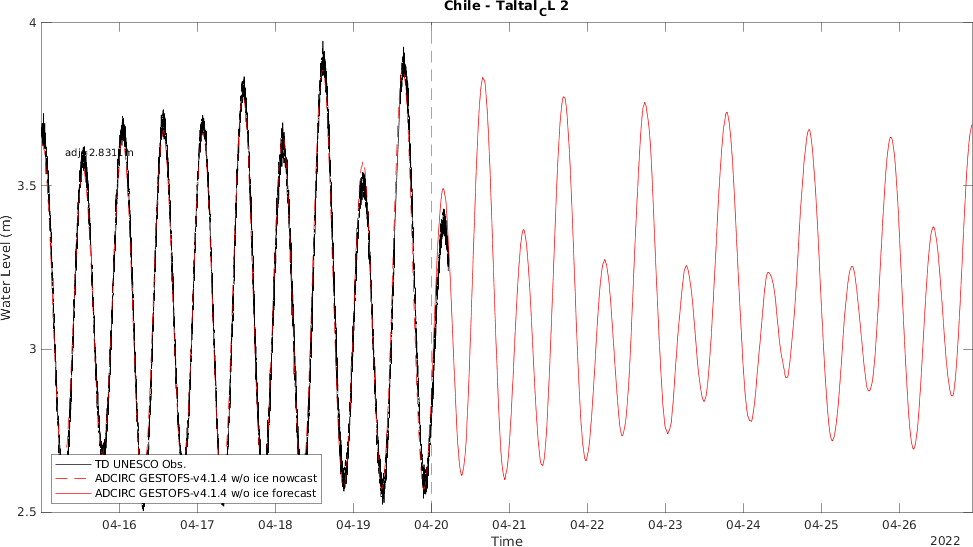 Chile - Taltal_CL 2
4
adj=2.8311m
3.5
Water Level (m)
3
TD UNESCO Obs.
ADCIRC GESTOFS-v4.1.4 w/o ice nowcast
ADCIRC GESTOFS-v4.1.4 w/o ice forecast
2.5
04-16 04-17 04-18 04-19 04-20 04-21 04-22 04-23 04-24 04-25 04-26
Time
2022